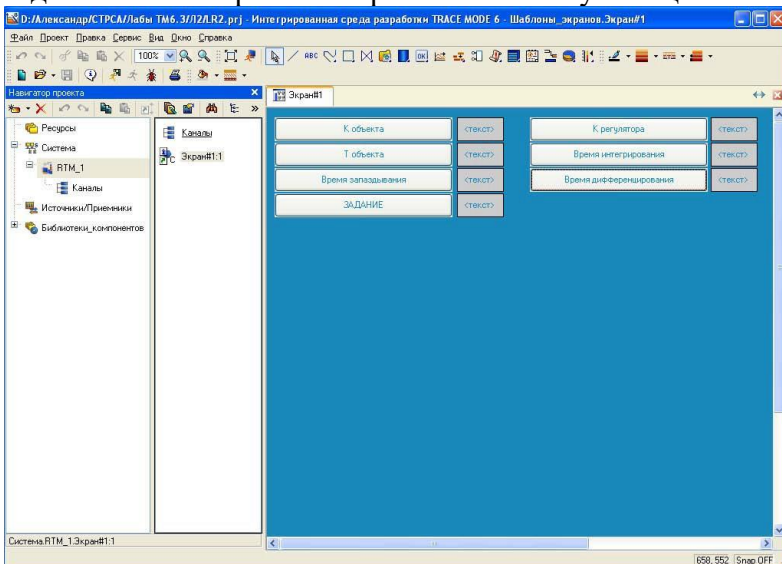 D:/Александр/СТРСА/Лабы ТМ6.3/Л2/LR2.prj - Интегрированная среда разработки TRACE MODE 6 - Шаблоны_экранов.Экран#1
Файл Проект Правка Сервис Вид Окно Справка
100%
ABC
OK
Навигатор проекта
Экран#1
Ресурсы
Система
RTM_1
Каналы
Источники/Приемники
Библиотеки_компонентов
Каналы
Экран#1:1
К объекта <текст> К регулятора <текст>
Т объекта <текст> Время интегрирования <текст>
Время запаздывания <текст> Время дифференцирования <текст>
ЗАДАНИЕ <текст>
Система.RTM_1.Экран#1:1
658, 552 Snap OFF